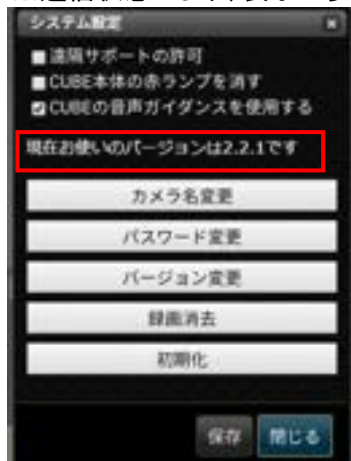 システム設定
遠隔サポートの許可
CUBE本体の赤ランプを消す
CUBEの音声ガイダンスを使用する
現在お使いのバージョンは2.2.1です
カメラ名変更
パスワード変更
バージョン変更
録画消去
初期化
保存 閉じる